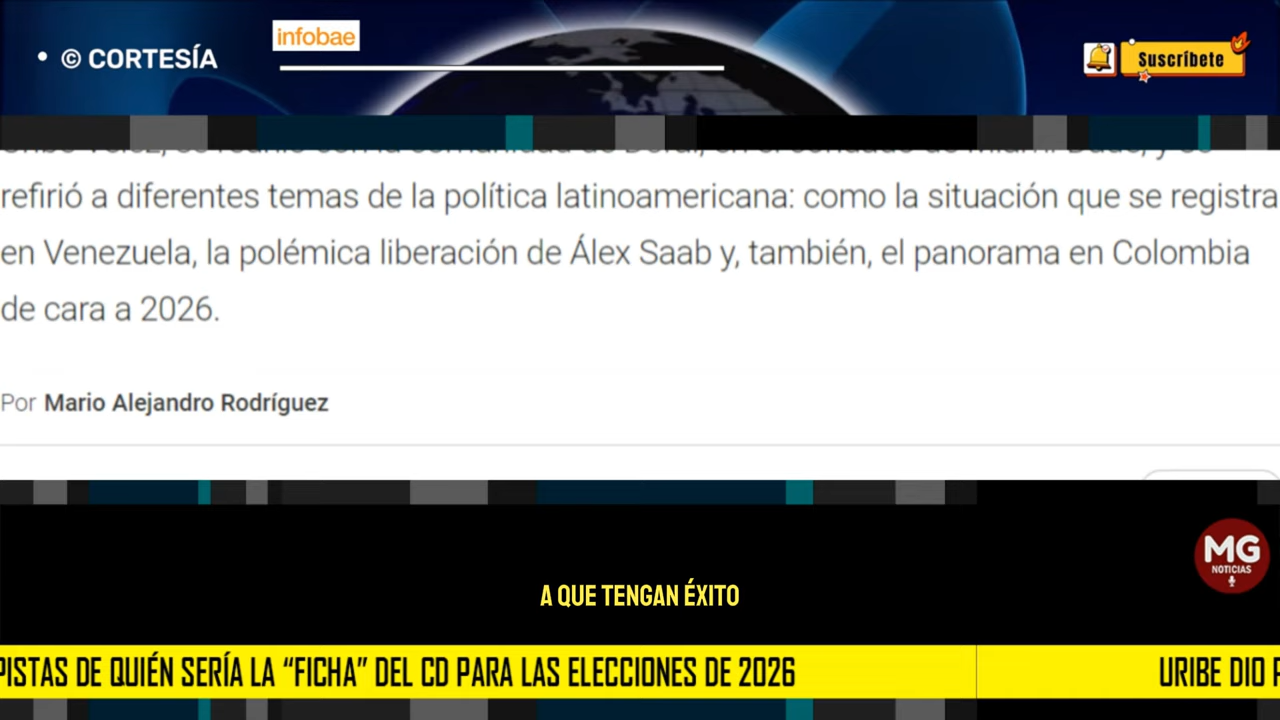 infobae
• © CORTESÍA
Suscríbete
refirió a diferentes temas de la política latinoamericana: como la situación que se registra
en Venezuela, la polémica liberación de Álex Saab y, también, el panorama en Colombia
de cara a 2026.
Por Mario Alejandro Rodríguez
MG
NOTICIAS
A QUE TENGAN ÉXITO
PISTAS DE QUIÉN SERÍA LA “FICHA” DEL CD PARA LAS ELECCIONES DE 2026 URIBE DIO